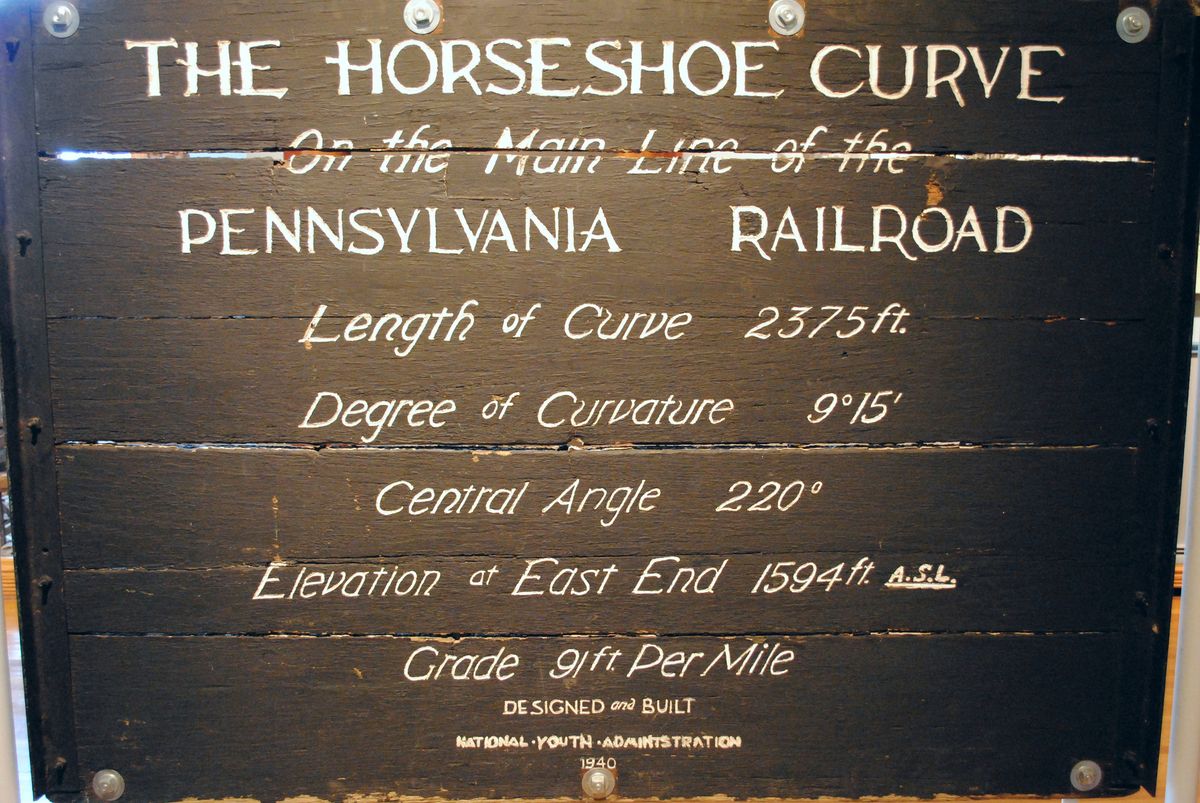 THE HORSESHOE CURVE
On the Main Line of the
PENNSYLVANIA RAILROAD
Length of Curve 2375 ft.
Degree of Curvature 9°15'
Central Angle 220°
Elevation at East End 1594 ft. A.S.L.
Grade 91 ft. Per Mile
DESIGNED and BUILT
NATIONAL·YOUTH·ADMINISTRATION
1940